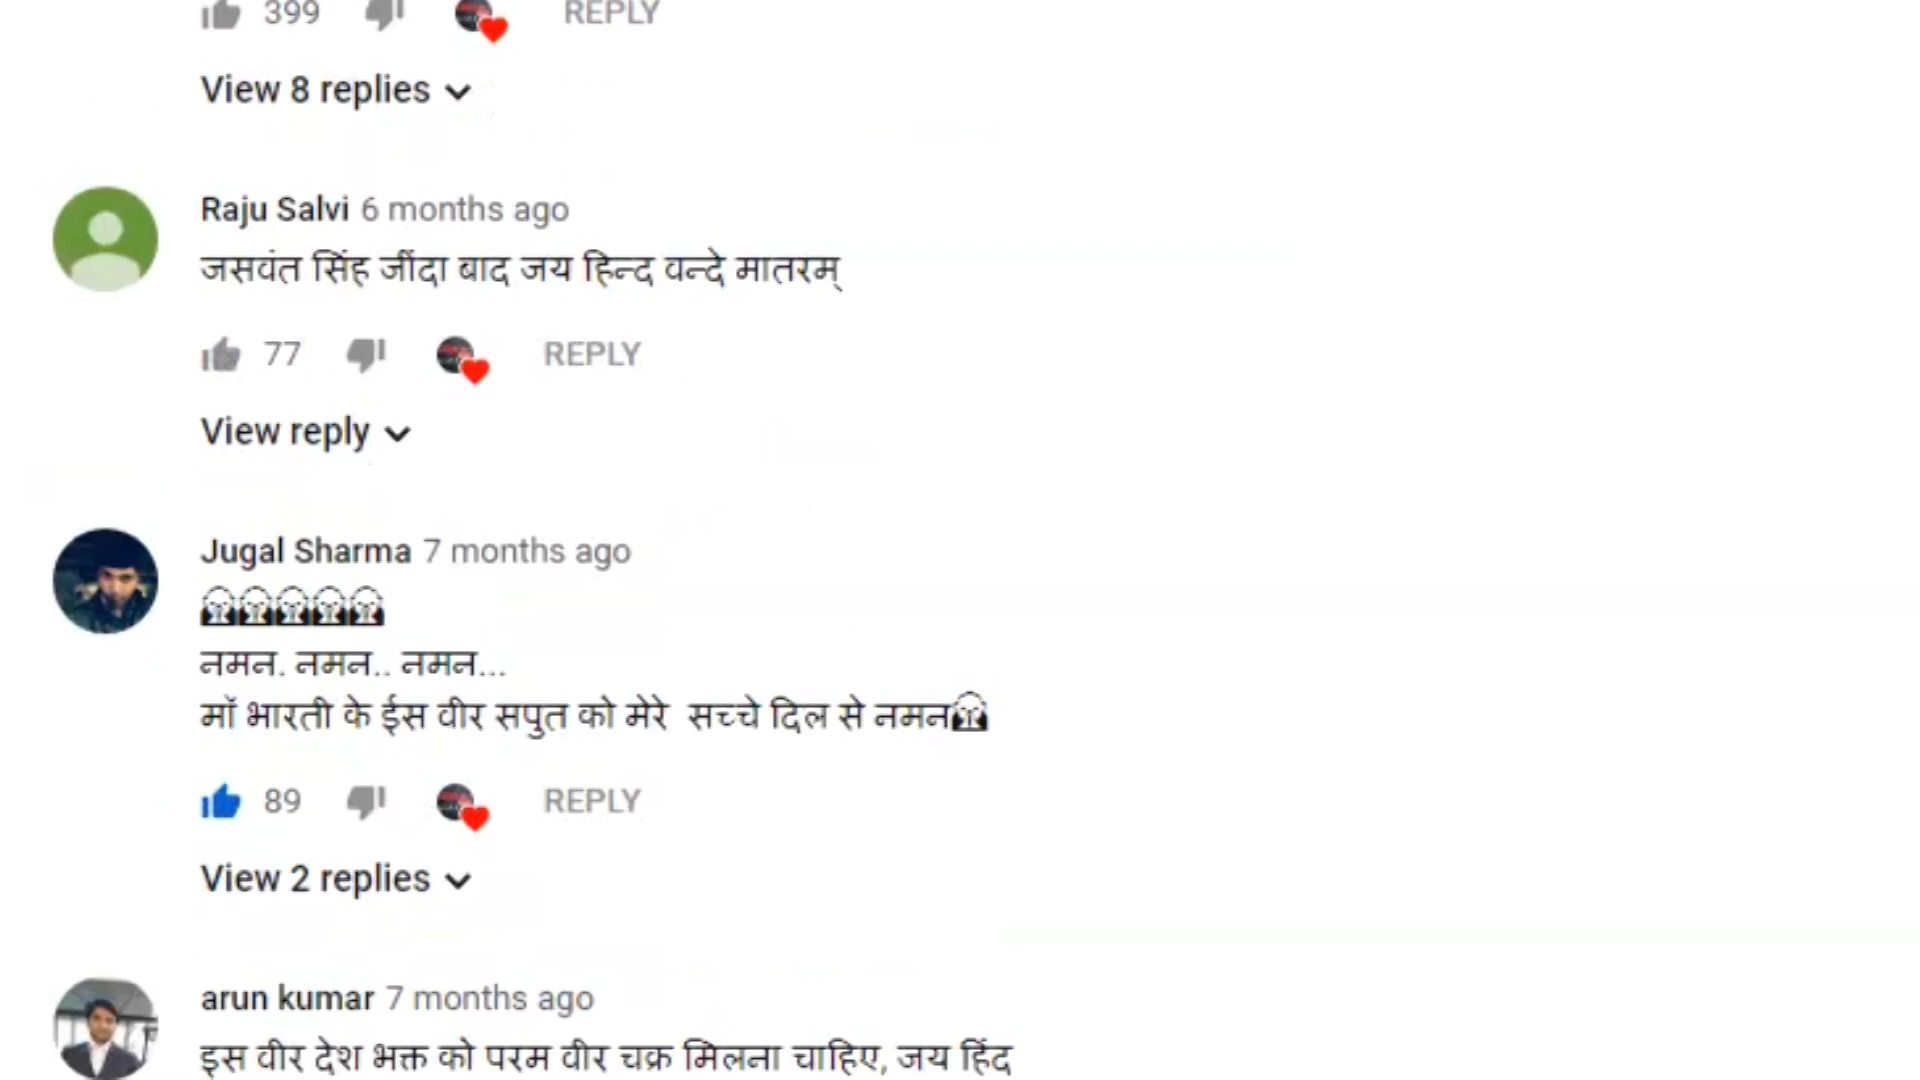 399 REPLY
View 8 replies
Raju Salvi 6 months ago
जसवंत सिंह जींदा बाद जय हिन्द वन्दे मातरम्
77 REPLY
View reply
Jugal Sharma 7 months ago
नमन. नमन.. नमन...
मॉ भारती के ईस वीर सपुत को मेरे सच्चे दिल से नमन
89 REPLY
View 2 replies
arun kumar 7 months ago
इस वीर देश भक्त को परम वीर चक्र मिलना चाहिए, जय हिंद